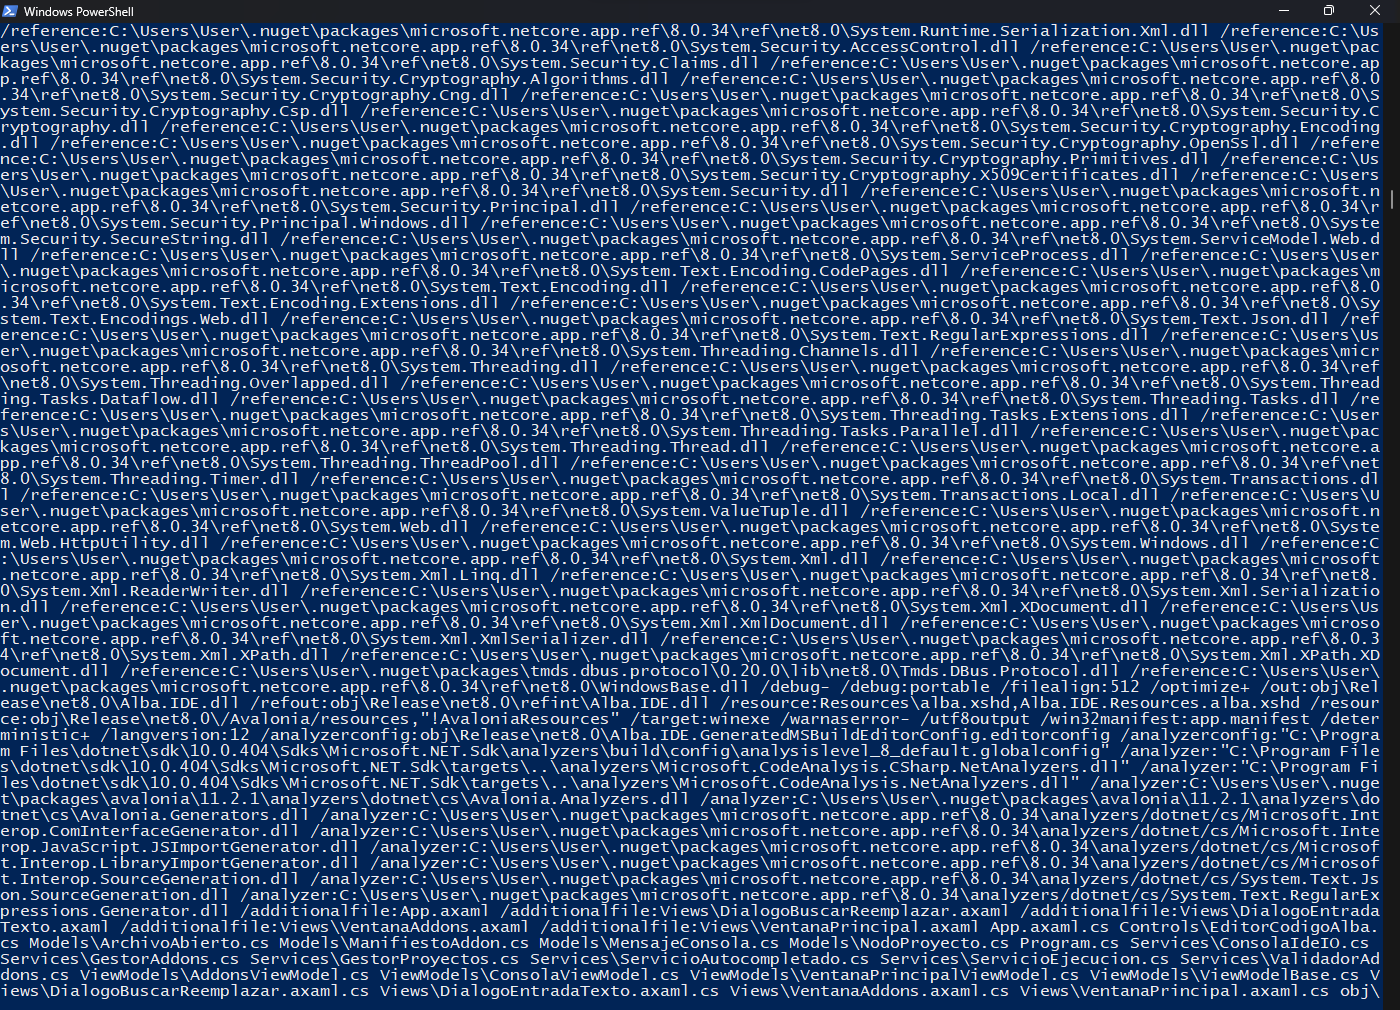 Windows PowerShell
/reference:C:\Users\User\.nuget\packages\microsoft.netcore.app.ref\8.0.34\ref\net8.0\System.Runtime.Serialization.Xml.dll /reference:C:\Us
ers\User\.nuget\packages\microsoft.netcore.app.ref\8.0.34\ref\net8.0\System.Security.AccessControl.dll /reference:C:\Users\User\.nuget\pac
kages\microsoft.netcore.app.ref\8.0.34\ref\net8.0\System.Security.Claims.dll /reference:C:\Users\User\.nuget\packages\microsoft.netcore.ap
p.ref\8.0.34\ref\net8.0\System.Security.Cryptography.Algorithms.dll /reference:C:\Users\User\.nuget\packages\microsoft.netcore.app.ref\8.0
.34\ref\net8.0\System.Security.Cryptography.Cng.dll /reference:C:\Users\User\.nuget\packages\microsoft.netcore.app.ref\8.0.34\ref\net8.0\S
ystem.Security.Cryptography.Csp.dll /reference:C:\Users\User\.nuget\packages\microsoft.netcore.app.ref\8.0.34\ref\net8.0\System.Security.C
ryptography.dll /reference:C:\Users\User\.nuget\packages\microsoft.netcore.app.ref\8.0.34\ref\net8.0\System.Security.Cryptography.Encoding
.dll /reference:C:\Users\User\.nuget\packages\microsoft.netcore.app.ref\8.0.34\ref\net8.0\System.Security.Cryptography.OpenSsl.dll /refere
nce:C:\Users\User\.nuget\packages\microsoft.netcore.app.ref\8.0.34\ref\net8.0\System.Security.Cryptography.Primitives.dll /reference:C:\Us
ers\User\.nuget\packages\microsoft.netcore.app.ref\8.0.34\ref\net8.0\System.Security.Cryptography.X509Certificates.dll /reference:C:\Users
\User\.nuget\packages\microsoft.netcore.app.ref\8.0.34\ref\net8.0\System.Security.dll /reference:C:\Users\User\.nuget\packages\microsoft.n
etcore.app.ref\8.0.34\ref\net8.0\System.Security.Principal.dll /reference:C:\Users\User\.nuget\packages\microsoft.netcore.app.ref\8.0.34\r
ef\net8.0\System.Security.Principal.Windows.dll /reference:C:\Users\User\.nuget\packages\microsoft.netcore.app.ref\8.0.34\ref\net8.0\Syste
m.Security.SecureString.dll /reference:C:\Users\User\.nuget\packages\microsoft.netcore.app.ref\8.0.34\ref\net8.0\System.ServiceModel.Web.d
ll /reference:C:\Users\User\.nuget\packages\microsoft.netcore.app.ref\8.0.34\ref\net8.0\System.ServiceProcess.dll /reference:C:\Users\User
\.nuget\packages\microsoft.netcore.app.ref\8.0.34\ref\net8.0\System.Text.Encoding.CodePages.dll /reference:C:\Users\User\.nuget\packages\m
icrosoft.netcore.app.ref\8.0.34\ref\net8.0\System.Text.Encoding.dll /reference:C:\Users\User\.nuget\packages\microsoft.netcore.app.ref\8.0
.34\ref\net8.0\System.Text.Encoding.Extensions.dll /reference:C:\Users\User\.nuget\packages\microsoft.netcore.app.ref\8.0.34\ref\net8.0\Sy
stem.Text.Encodings.Web.dll /reference:C:\Users\User\.nuget\packages\microsoft.netcore.app.ref\8.0.34\ref\net8.0\System.Text.Json.dll /ref
erence:C:\Users\User\.nuget\packages\microsoft.netcore.app.ref\8.0.34\ref\net8.0\System.Text.RegularExpressions.dll /reference:C:\Users\Us
er\.nuget\packages\microsoft.netcore.app.ref\8.0.34\ref\net8.0\System.Threading.Channels.dll /reference:C:\Users\User\.nuget\packages\micr
osoft.netcore.app.ref\8.0.34\ref\net8.0\System.Threading.dll /reference:C:\Users\User\.nuget\packages\microsoft.netcore.app.ref\8.0.34\ref
\net8.0\System.Threading.Overlapped.dll /reference:C:\Users\User\.nuget\packages\microsoft.netcore.app.ref\8.0.34\ref\net8.0\System.Thread
ing.Tasks.Dataflow.dll /reference:C:\Users\User\.nuget\packages\microsoft.netcore.app.ref\8.0.34\ref\net8.0\System.Threading.Tasks.dll /re
ference:C:\Users\User\.nuget\packages\microsoft.netcore.app.ref\8.0.34\ref\net8.0\System.Threading.Tasks.Extensions.dll /reference:C:\User
s\User\.nuget\packages\microsoft.netcore.app.ref\8.0.34\ref\net8.0\System.Threading.Tasks.Parallel.dll /reference:C:\Users\User\.nuget\pac
kages\microsoft.netcore.app.ref\8.0.34\ref\net8.0\System.Threading.Thread.dll /reference:C:\Users\User\.nuget\packages\microsoft.netcore.a
pp.ref\8.0.34\ref\net8.0\System.Threading.ThreadPool.dll /reference:C:\Users\User\.nuget\packages\microsoft.netcore.app.ref\8.0.34\ref\net
8.0\System.Threading.Timer.dll /reference:C:\Users\User\.nuget\packages\microsoft.netcore.app.ref\8.0.34\ref\net8.0\System.Transactions.dl
l /reference:C:\Users\User\.nuget\packages\microsoft.netcore.app.ref\8.0.34\ref\net8.0\System.Transactions.Local.dll /reference:C:\Users\U
ser\.nuget\packages\microsoft.netcore.app.ref\8.0.34\ref\net8.0\System.ValueTuple.dll /reference:C:\Users\User\.nuget\packages\microsoft.n
etcore.app.ref\8.0.34\ref\net8.0\System.Web.dll /reference:C:\Users\User\.nuget\packages\microsoft.netcore.app.ref\8.0.34\ref\net8.0\Syste
m.Web.HttpUtility.dll /reference:C:\Users\User\.nuget\packages\microsoft.netcore.app.ref\8.0.34\ref\net8.0\System.Windows.dll /reference:C
:\Users\User\.nuget\packages\microsoft.netcore.app.ref\8.0.34\ref\net8.0\System.Xml.dll /reference:C:\Users\User\.nuget\packages\microsoft
.netcore.app.ref\8.0.34\ref\net8.0\System.Xml.Linq.dll /reference:C:\Users\User\.nuget\packages\microsoft.netcore.app.ref\8.0.34\ref\net8.
0\System.Xml.ReaderWriter.dll /reference:C:\Users\User\.nuget\packages\microsoft.netcore.app.ref\8.0.34\ref\net8.0\System.Xml.Serializatio
n.dll /reference:C:\Users\User\.nuget\packages\microsoft.netcore.app.ref\8.0.34\ref\net8.0\System.Xml.XDocument.dll /reference:C:\Users\Us
er\.nuget\packages\microsoft.netcore.app.ref\8.0.34\ref\net8.0\System.Xml.XmlDocument.dll /reference:C:\Users\User\.nuget\packages\microso
ft.netcore.app.ref\8.0.34\ref\net8.0\System.Xml.XmlSerializer.dll /reference:C:\Users\User\.nuget\packages\microsoft.netcore.app.ref\8.0.3
4\ref\net8.0\System.Xml.XPath.dll /reference:C:\Users\User\.nuget\packages\microsoft.netcore.app.ref\8.0.34\ref\net8.0\System.Xml.XPath.XD
ocument.dll /reference:C:\Users\User\.nuget\packages\tmds.dbus.protocol\0.20.0\lib\net8.0\Tmds.DBus.Protocol.dll /reference:C:\Users\User\
.nuget\packages\microsoft.netcore.app.ref\8.0.34\ref\net8.0\WindowsBase.dll /debug- /debug:portable /filealign:512 /optimize+ /out:obj\Rel
ease\net8.0\Alba.IDE.dll /refout:obj\Release\net8.0\refint\Alba.IDE.dll /resource:Resources\alba.xshd,Alba.IDE.Resources.alba.xshd /resour
ce:obj\Release\net8.0\/Avalonia/resources,"!AvaloniaResources" /target:winexe /warnaserror- /utf8output /win32manifest:app.manifest /deter
ministic+ /langversion:12 /analyzerconfig:obj\Release\net8.0\Alba.IDE.GeneratedMSBuildEditorConfig.editorconfig /analyzerconfig:"C:\Progra
m Files\dotnet\sdk\10.0.404\Sdks\Microsoft.NET.Sdk\analyzers\build\config\analysislevel_8_default.globalconfig" /analyzer:"C:\Program File
s\dotnet\sdk\10.0.404\Sdks\Microsoft.NET.Sdk\targets\..\analyzers\Microsoft.CodeAnalysis.CSharp.NetAnalyzers.dll" /analyzer:"C:\Program Fi
les\dotnet\sdk\10.0.404\Sdks\Microsoft.NET.Sdk\targets\..\analyzers\Microsoft.CodeAnalysis.NetAnalyzers.dll" /analyzer:C:\Users\User\.nuge
t\packages\avalonia\11.2.1\analyzers\dotnet\cs\Avalonia.Analyzers.dll /analyzer:C:\Users\User\.nuget\packages\avalonia\11.2.1\analyzers\do
tnet\cs\Avalonia.Generators.dll /analyzer:C:\Users\User\.nuget\packages\microsoft.netcore.app.ref\8.0.34\analyzers/dotnet/cs/Microsoft.Int
erop.ComInterfaceGenerator.dll /analyzer:C:\Users\User\.nuget\packages\microsoft.netcore.app.ref\8.0.34\analyzers/dotnet/cs/Microsoft.Inte
rop.JavaScript.JSImportGenerator.dll /analyzer:C:\Users\User\.nuget\packages\microsoft.netcore.app.ref\8.0.34\analyzers/dotnet/cs/Microsof
t.Interop.LibraryImportGenerator.dll /analyzer:C:\Users\User\.nuget\packages\microsoft.netcore.app.ref\8.0.34\analyzers/dotnet/cs/Microsof
t.Interop.SourceGeneration.dll /analyzer:C:\Users\User\.nuget\packages\microsoft.netcore.app.ref\8.0.34\analyzers/dotnet/cs/System.Text.Js
on.SourceGeneration.dll /analyzer:C:\Users\User\.nuget\packages\microsoft.netcore.app.ref\8.0.34\analyzers/dotnet/cs/System.Text.RegularEx
pressions.Generator.dll /additionalfile:App.axaml /additionalfile:Views\DialogoBuscarReemplazar.axaml /additionalfile:Views\DialogoEntrada
Texto.axaml /additionalfile:Views\VentanaAddons.axaml /additionalfile:Views\VentanaPrincipal.axaml App.axaml.cs Controls\EditorCodigoAlba.
cs Models\ArchivoAbierto.cs Models\ManifiestoAddon.cs Models\MensajeConsola.cs Models\NodoProyecto.cs Program.cs Services\ConsolaIdeIO.cs
Services\GestorAddons.cs Services\GestorProyectos.cs Services\ServicioAutocompletado.cs Services\ServicioEjecucion.cs Services\ValidadorAd
dons.cs ViewModels\AddonsViewModel.cs ViewModels\ConsolaViewModel.cs ViewModels\VentanaPrincipalViewModel.cs ViewModels\ViewModelBase.cs V
iews\DialogoBuscarReemplazar.axaml.cs Views\DialogoEntradaTexto.axaml.cs Views\VentanaAddons.axaml.cs Views\VentanaPrincipal.axaml.cs obj\